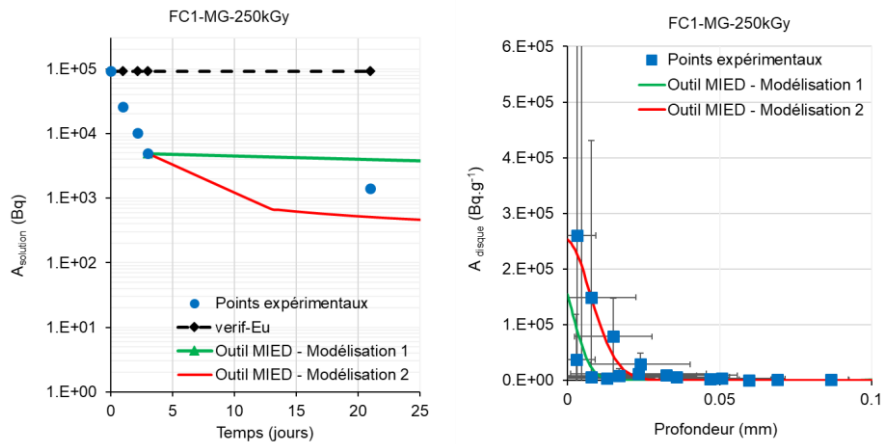 FC1-MG-250kGy
1.E+05
1.E+04
1.E+03
1.E+02
1.E+01
1.E+00
A solution (Bq)
0 5 10 15 20 25
Temps (jours)
Points expérimentaux
verif-Eu
Outil MIED - Modélisation 1
Outil MIED - Modélisation 2
FC1-MG-250kGy
6.E+05
5.E+05
4.E+05
3.E+05
2.E+05
1.E+05
0.E+00
A disque (Bq.g⁻¹)
0 0.05 0.1
Profondeur (mm)
Points expérimentaux
Outil MIED - Modélisation 1
Outil MIED - Modélisation 2